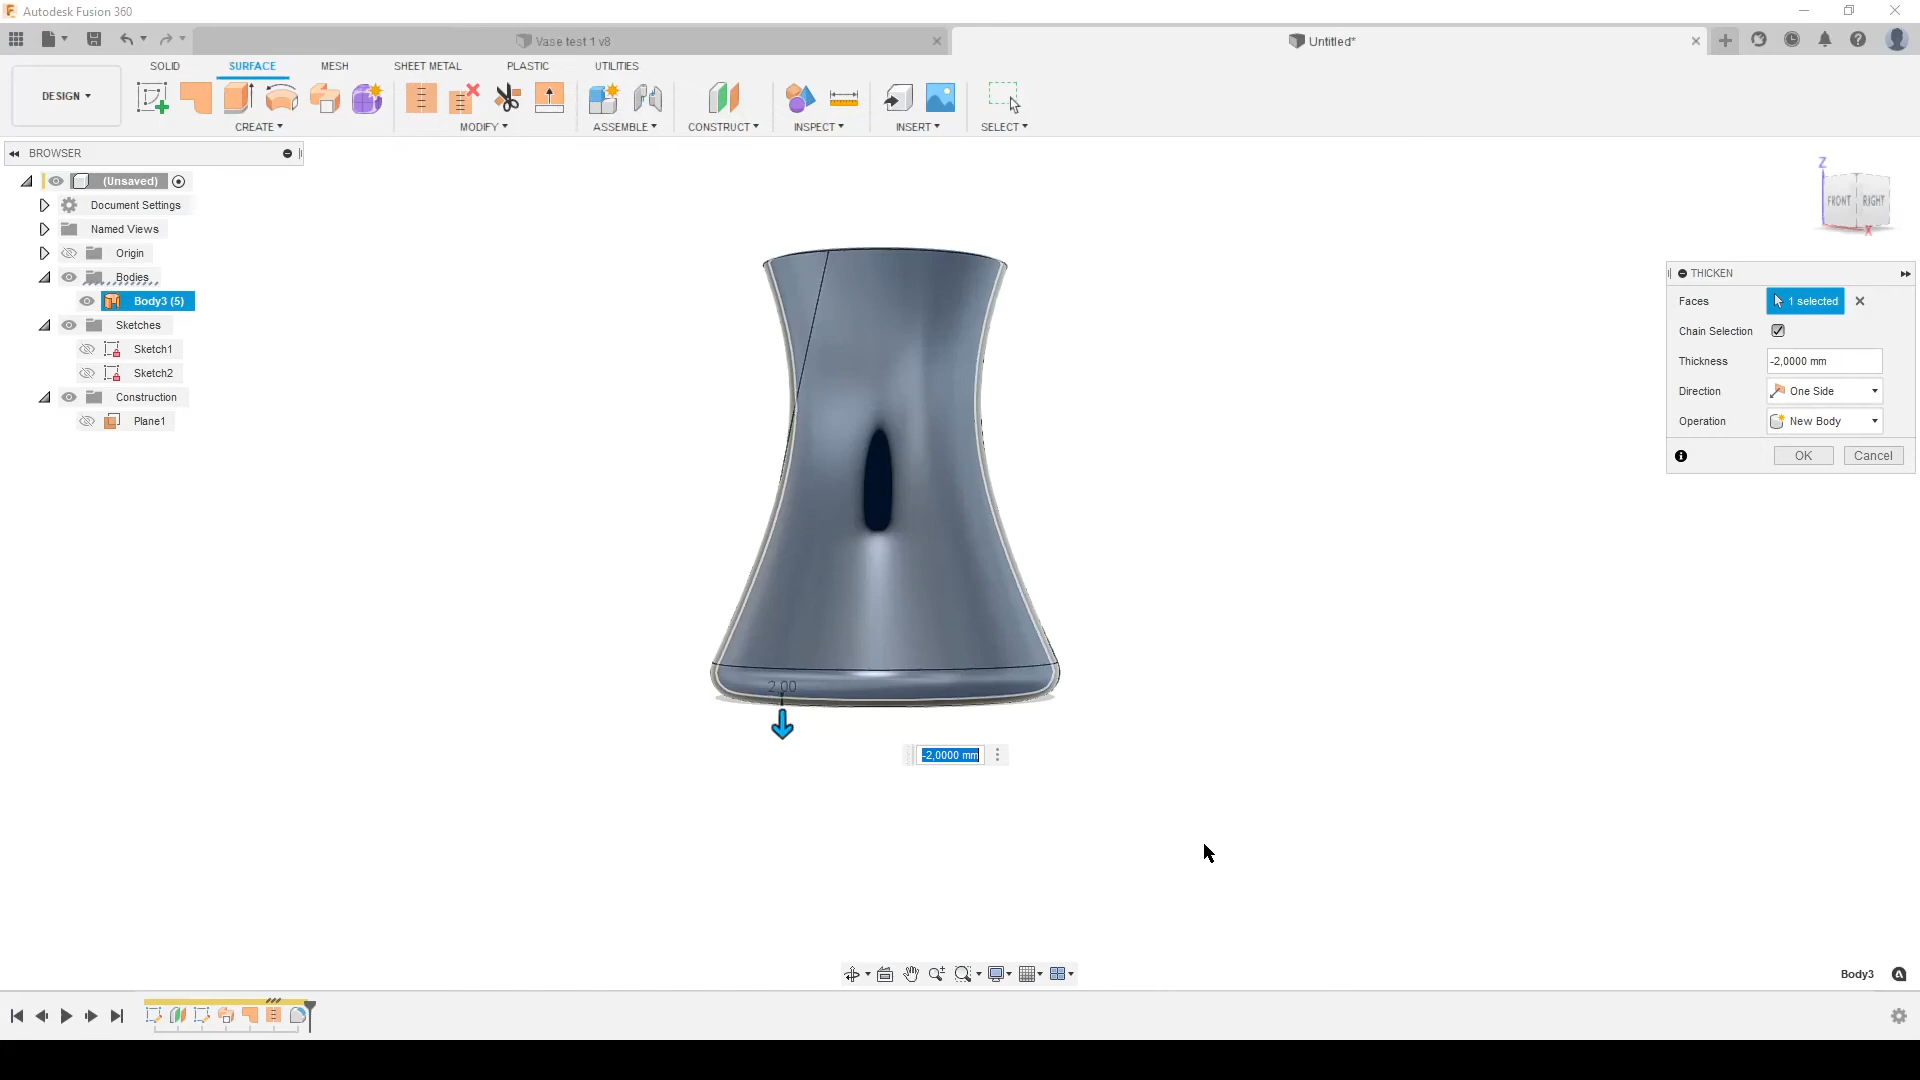 Autodesk Fusion 360
Vase test 1 v8
Untitled*
DESIGN
SOLID SURFACE MESH SHEET METAL PLASTIC UTILITIES
CREATE MODIFY ASSEMBLE CONSTRUCT INSPECT INSERT SELECT
BROWSER
(Unsaved)
Document Settings
Named Views
Origin
Bodies
Body3 (5)
Sketches
Sketch1
Sketch2
Construction
Plane1
Z
FRONT RIGHT
X
THICKEN
Faces 1 selected
Chain Selection
Thickness -2,0000 mm
Direction One Side
Operation New Body
OK Cancel
2.00
-2,0000 mm
Body3